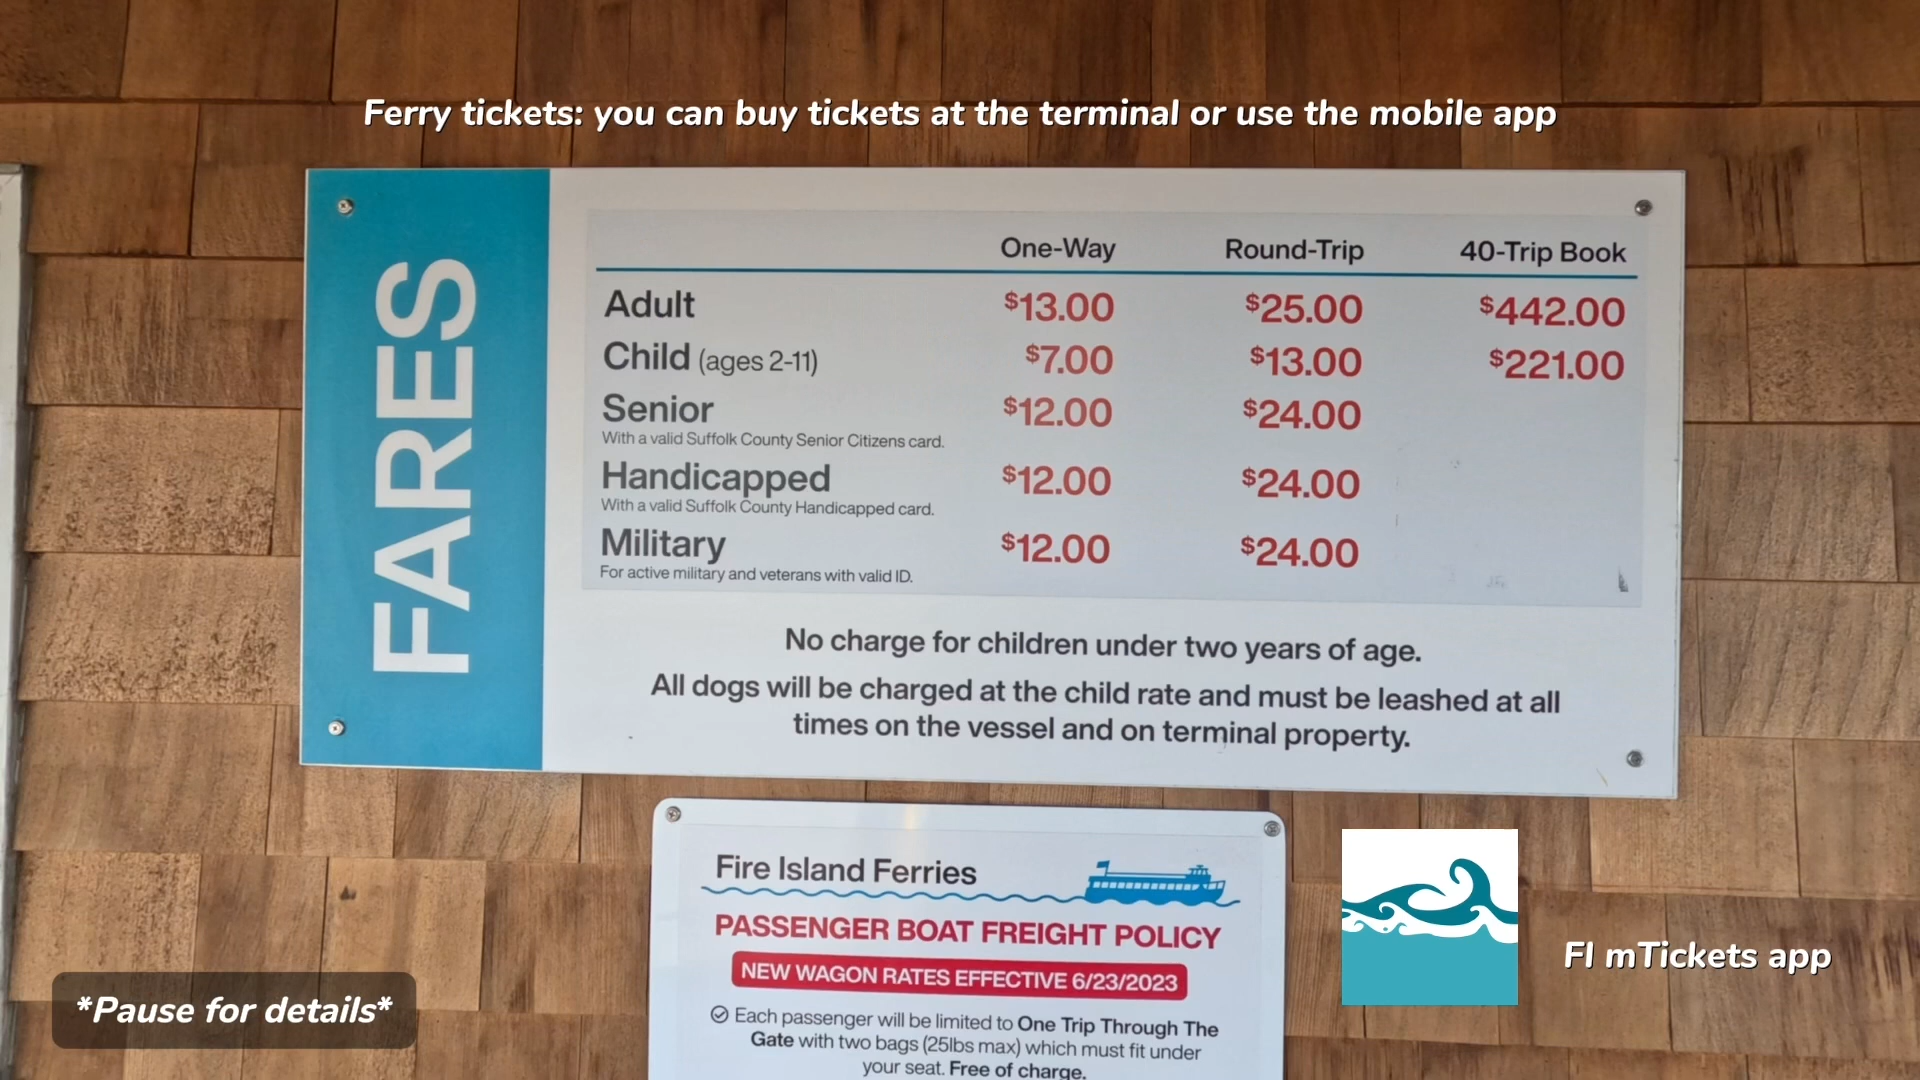 Ferry tickets: you can buy tickets at the terminal or use the mobile app
FARES
One-Way Round-Trip 40-Trip Book
Adult $13.00 $25.00 $442.00
Child (ages 2-11) $7.00 $13.00 $221.00
Senior $12.00 $24.00
With a valid Suffolk County Senior Citizens card.
Handicapped $12.00 $24.00
With a valid Suffolk County Handicapped card.
Military $12.00 $24.00
For active military and veterans with valid ID.
No charge for children under two years of age.
All dogs will be charged at the child rate and must be leashed at all
times on the vessel and on terminal property.
Fire Island Ferries
PASSENGER BOAT FREIGHT POLICY
NEW WAGON RATES EFFECTIVE 6/23/2023
Each passenger will be limited to One Trip Through The
Gate with two bags (25lbs max) which must fit under
your seat. Free of charge.
FI mTickets app
*Pause for details*